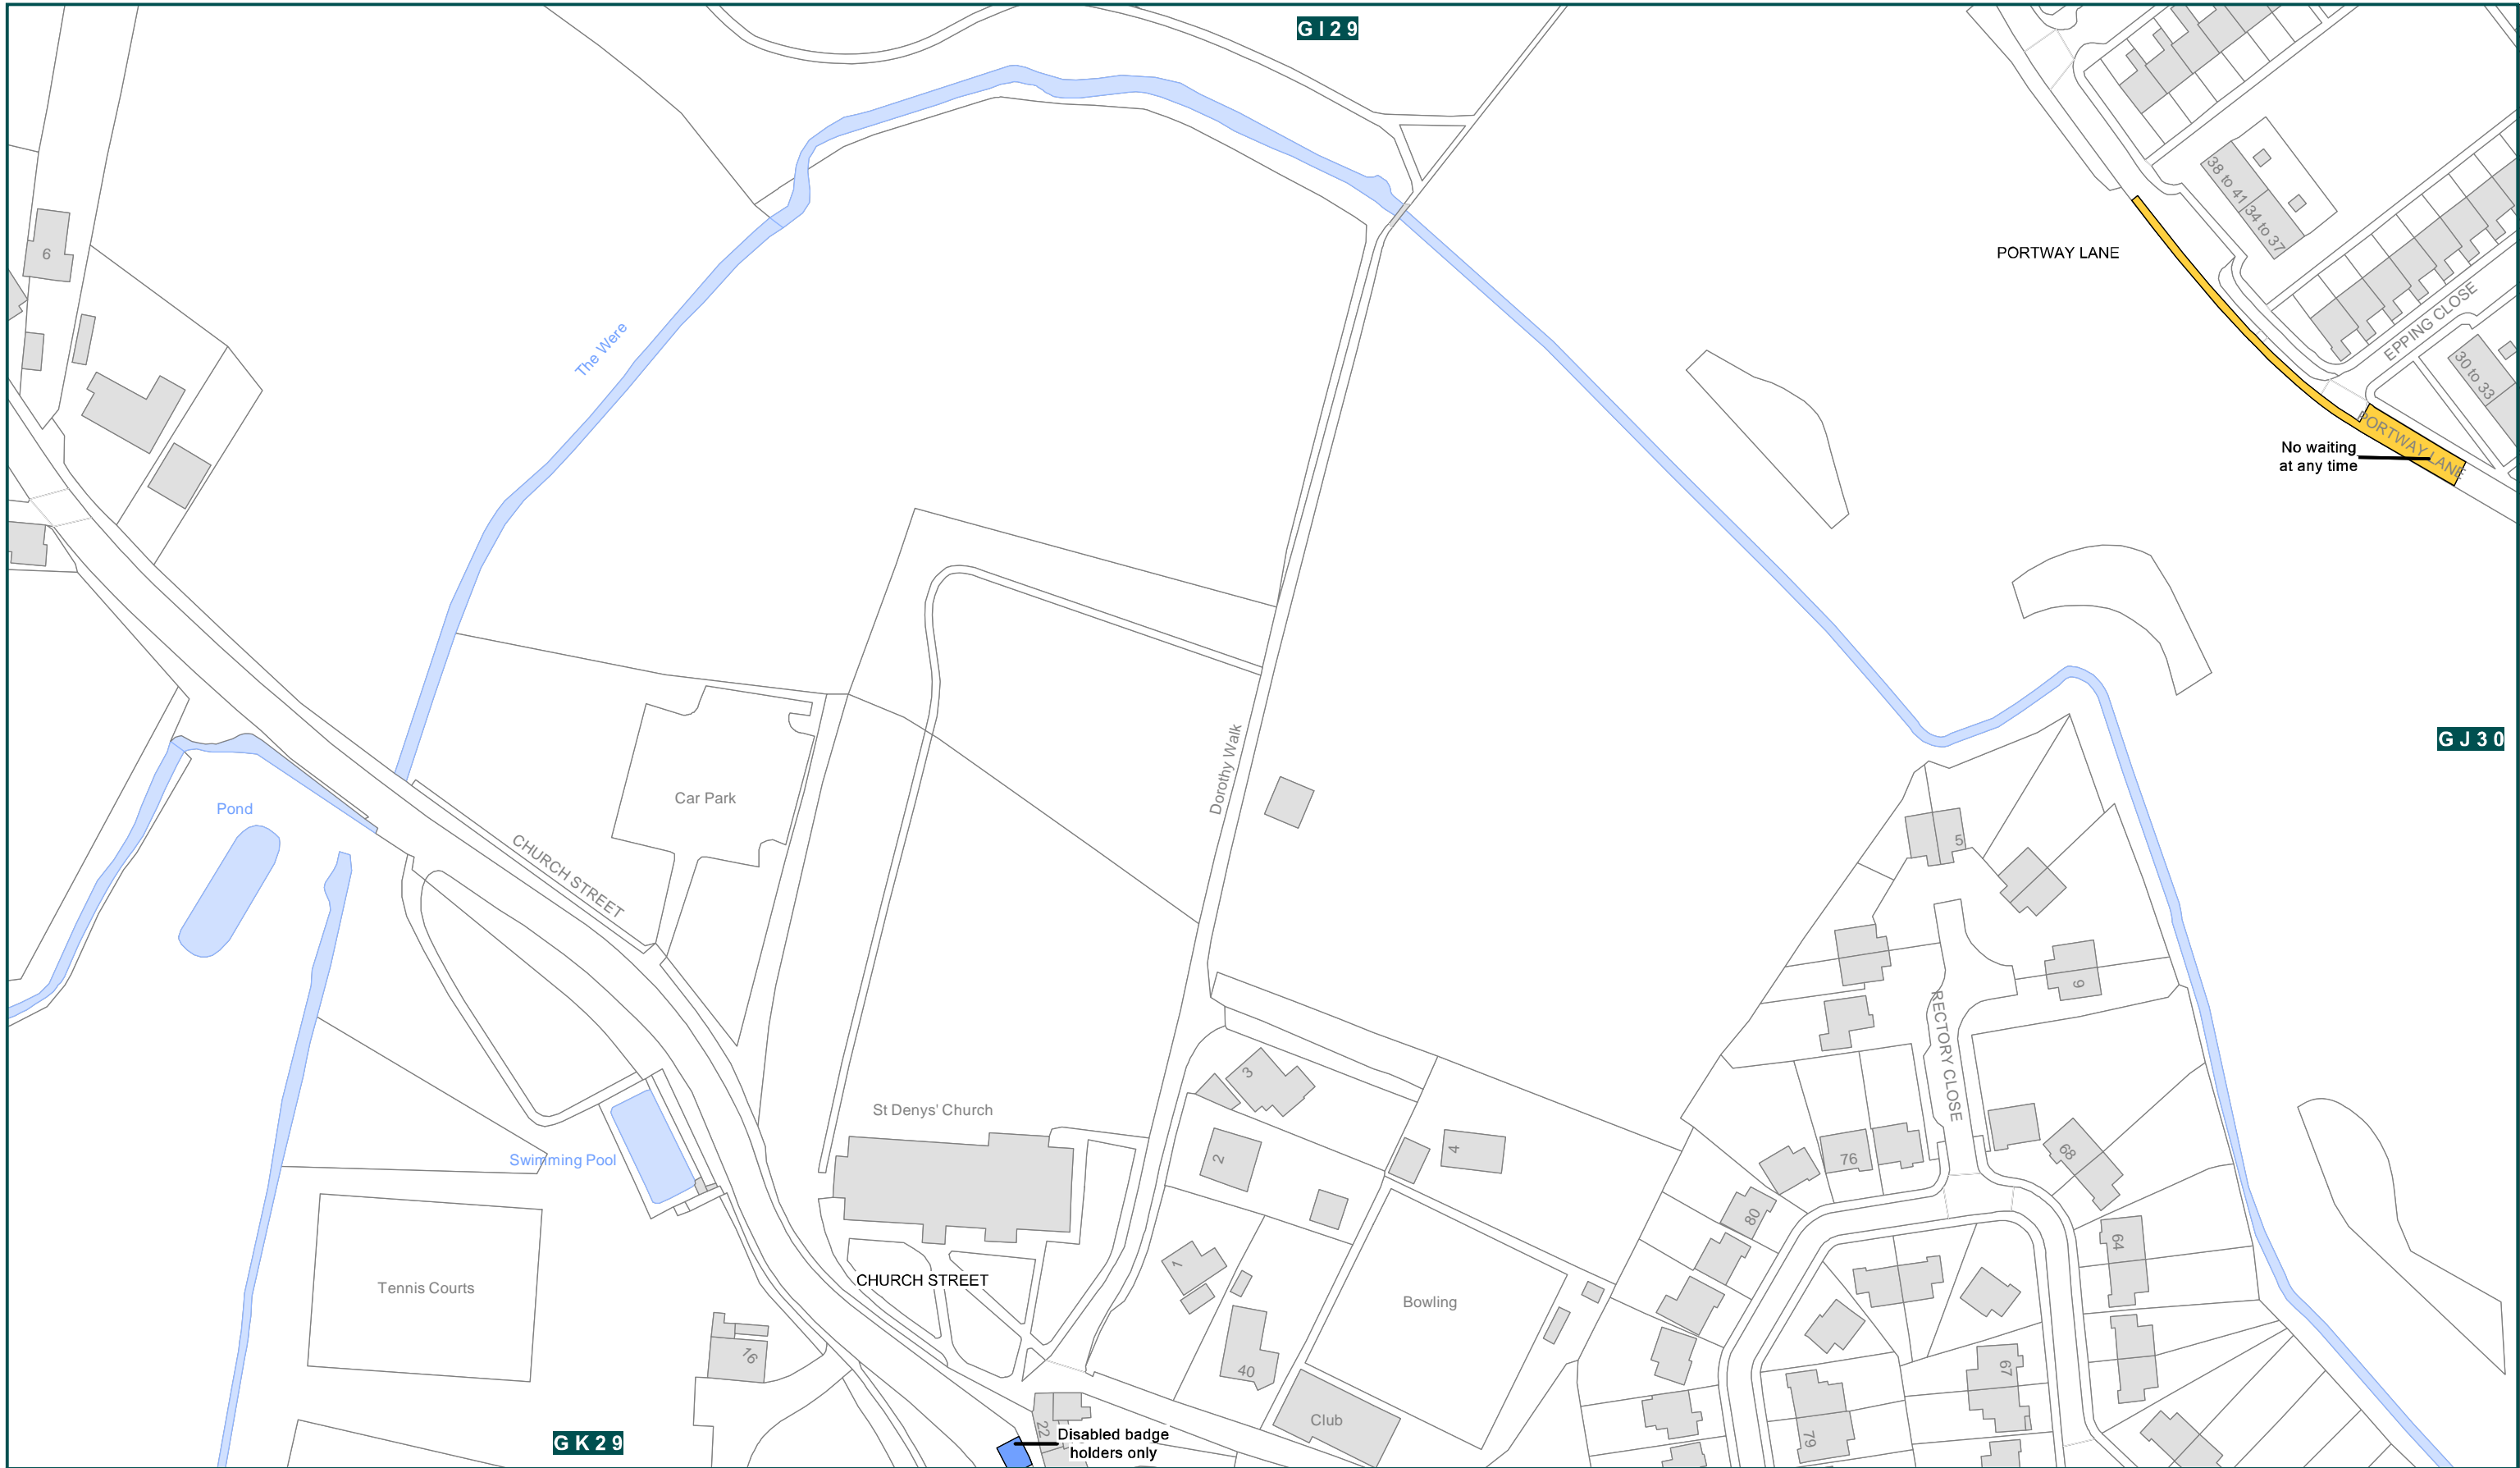 G I 2 9
38 to 41
34 to 37
PORTWAY LANE
6
EPPING CLOSE
The Were
30 to 33
PORTWAY LANE
No waiting
at any time
G J 3 0
Dorothy Walk
Car Park
Pond
CHURCH STREET
5
9
RECTORY CLOSE
3
St Denys' Church
Swimming Pool
2
4
76
68
80
64
1
CHURCH STREET
Tennis Courts
Bowling
16
40
67
Club
22
79
G K 2 9
Disabled badge
holders only